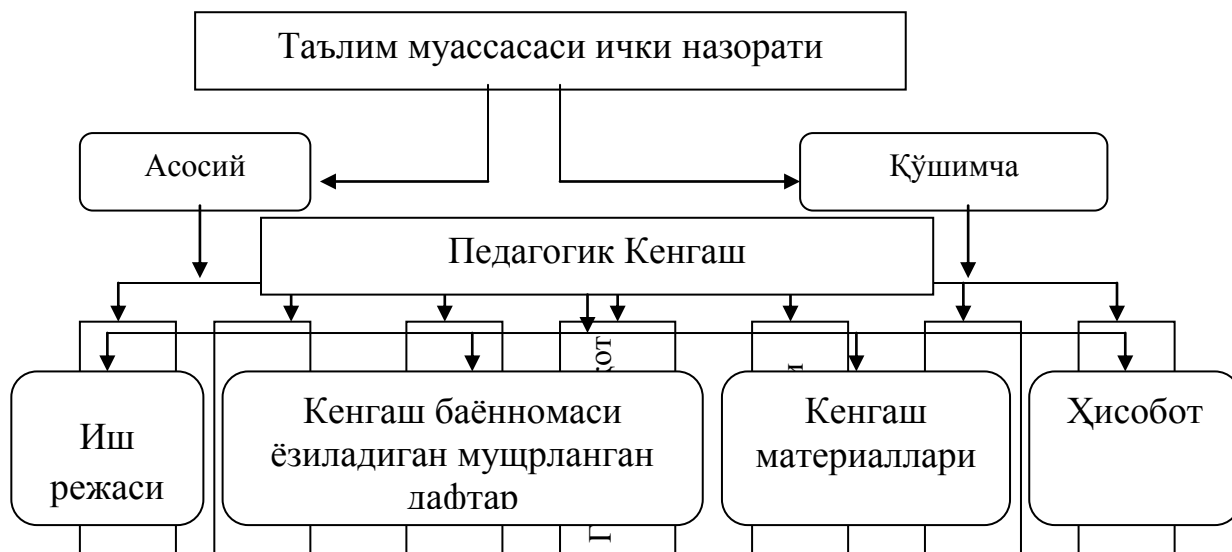 Таълим муассасаси ички назорати
Асосий
Қўшимча
Педагогик Кенгаш
Иш
режаси
Кенгаш баённомаси
ёзиладиган мущрланган
дафтар
Кенгаш
материаллари
Ҳисобот